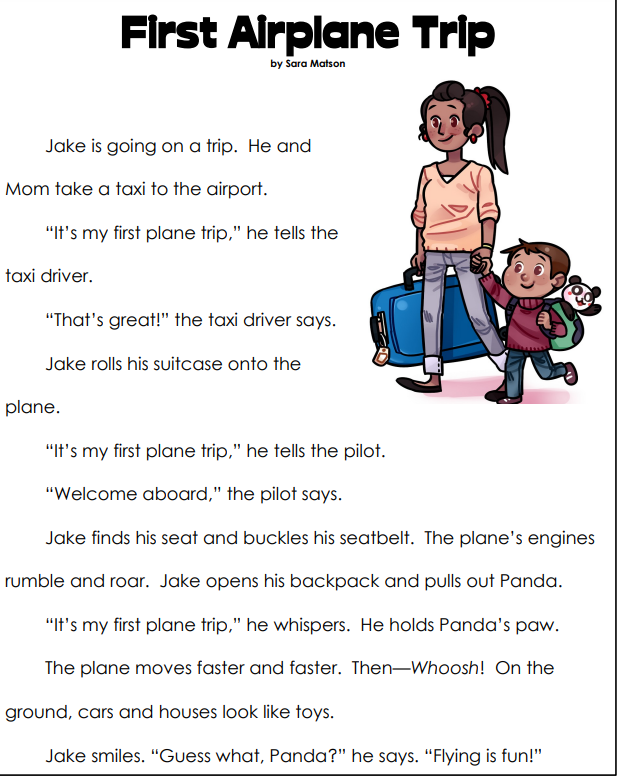 First Airplane Trip
by Sara Matson
Jake is going on a trip.  He and
Mom take a taxi to the airport.
“It’s my first plane trip,” he tells the
taxi driver.
“That’s great!” the taxi driver says.
Jake rolls his suitcase onto the
plane.
“It’s my first plane trip,” he tells the pilot.
“Welcome aboard,” the pilot says.
Jake finds his seat and buckles his seatbelt.  The plane’s engines
rumble and roar.  Jake opens his backpack and pulls out Panda.
“It’s my first plane trip,” he whispers.  He holds Panda’s paw.
The plane moves faster and faster.  Then—Whoosh!  On the
ground, cars and houses look like toys.
Jake smiles. “Guess what, Panda?” he says. “Flying is fun!”